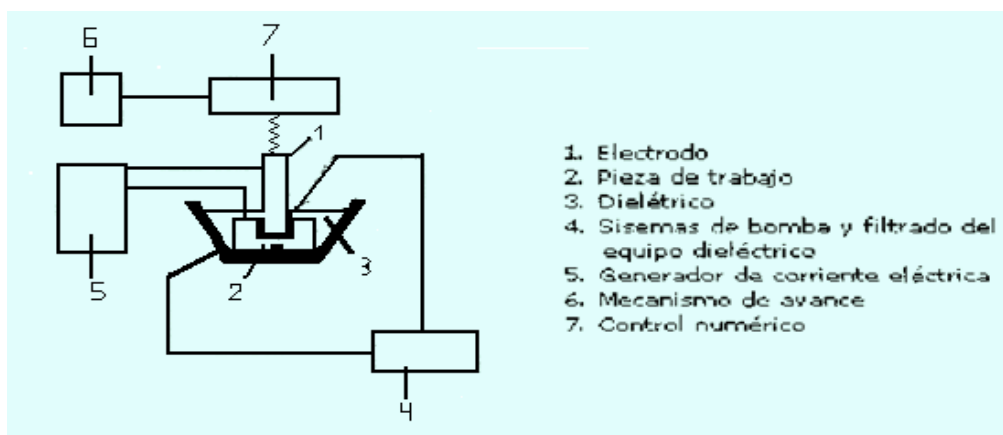 6
7
1
5
2
3
4
1. Electrodo
2. Pieza de trabajo
3. Dielétrico
4. Sisemas de bomba y filtrado del
equipo dieléctrico
5. Generador de corriente eléctrica
6. Mecanismo de avance
7. Control numérico